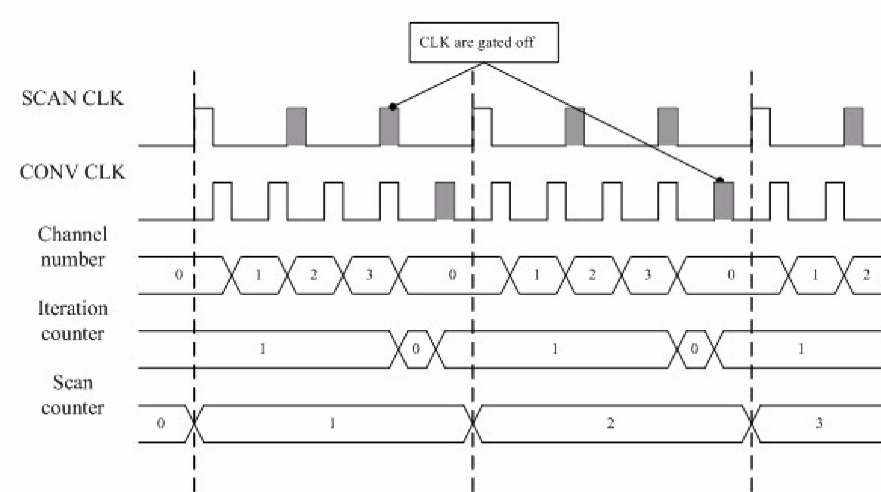 CLK are gated off
SCAN CLK
CONV CLK
Channel
number
0 1 2 3 0 1 2 3 0 1 2
Iteration
counter
1 0 1 0 1
Scan
counter
0 1 2 3